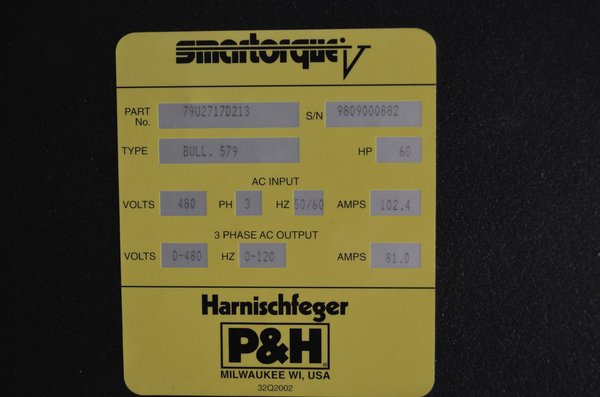 smartorque V
PART No. 79U2717D213 S/N 9809000882
TYPE BULL. 579 HP 60
AC INPUT
VOLTS 480 PH 3 HZ 50/60 AMPS 102.4
3 PHASE AC OUTPUT
VOLTS 0-480 HZ 0-120 AMPS 81.0
Harnischfeger
P&H®
MILWAUKEE WI, USA
32Q2002